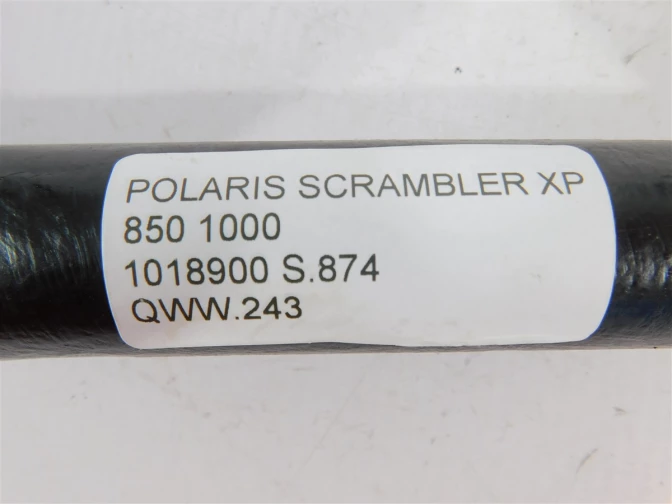 POLARIS SCRAMBLER XP
850 1000
1018900 S.874
QWW.243